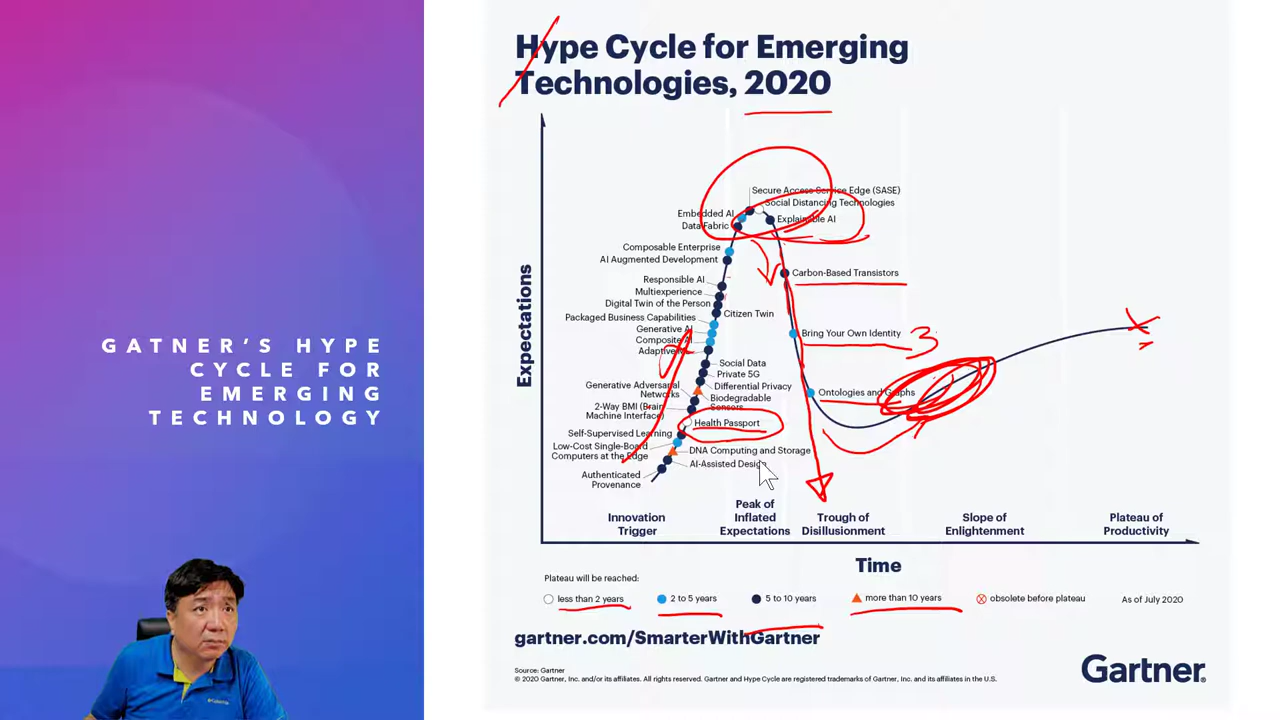 GATNER'S HYPE
CYCLE FOR
EMERGING
TECHNOLOGY
Hype Cycle for Emerging
Technologies, 2020
Expectations
Secure Access Service Edge (SASE)
Social Distancing Technologies
Embedded AI
Explainable AI
Data Fabric
Composable Enterprise
AI Augmented Development
Carbon-Based Transistors
Responsible AI
Multiexperience
Digital Twin of the Person
Citizen Twin
Packaged Business Capabilities
Generative AI
Bring Your Own Identity
3
Composite AI
Adaptive
Social Data
Private 5G
Generative Adversarial
Networks
Differential Privacy
Ontologies and Graphs
Biodegradable
Sensors
2-Way BMI (Brain
Machine Interface)
Health Passport
Self-Supervised Learning
Low-Cost Single-Board
Computers at the Edge
DNA Computing and Storage
AI-Assisted Design
Authenticated
Provenance
Innovation
Trigger
Peak of
Inflated
Expectations
Trough of
Disillusionment
Slope of
Enlightenment
Plateau of
Productivity
Time
Plateau will be reached:
less than 2 years
2 to 5 years
5 to 10 years
more than 10 years
obsolete before plateau
As of July 2020
gartner.com/SmarterWithGartner
Source: Gartner
© 2020 Gartner, Inc. and/or its affiliates. All rights reserved. Gartner and Hype Cycle are registered trademarks of Gartner, Inc. and its affiliates in the U.S.
Gartner®
Columbia